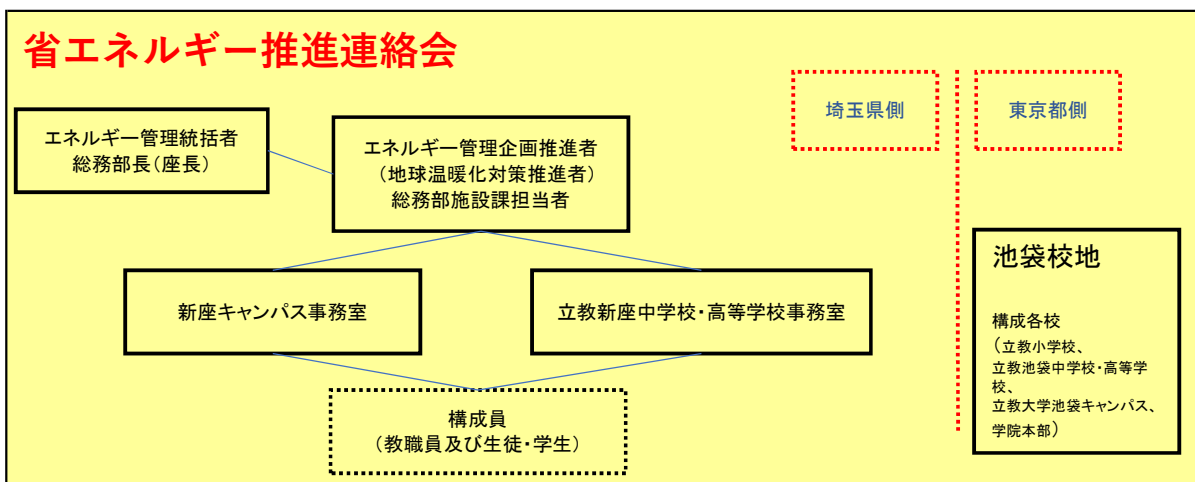 省エネルギー推進連絡会
埼玉県側
東京都側
エネルギー管理統括者
総務部長(座長)
エネルギー管理企画推進者
(地球温暖化対策推進者)
総務部施設課担当者
新座キャンパス事務室
立教新座中学校・高等学校事務室
構成員
(教職員及び生徒・学生)
池袋校地
構成各校
(立教小学校、
立教池袋中学校・高等学
校、
立教大学池袋キャンパス、
学院本部)